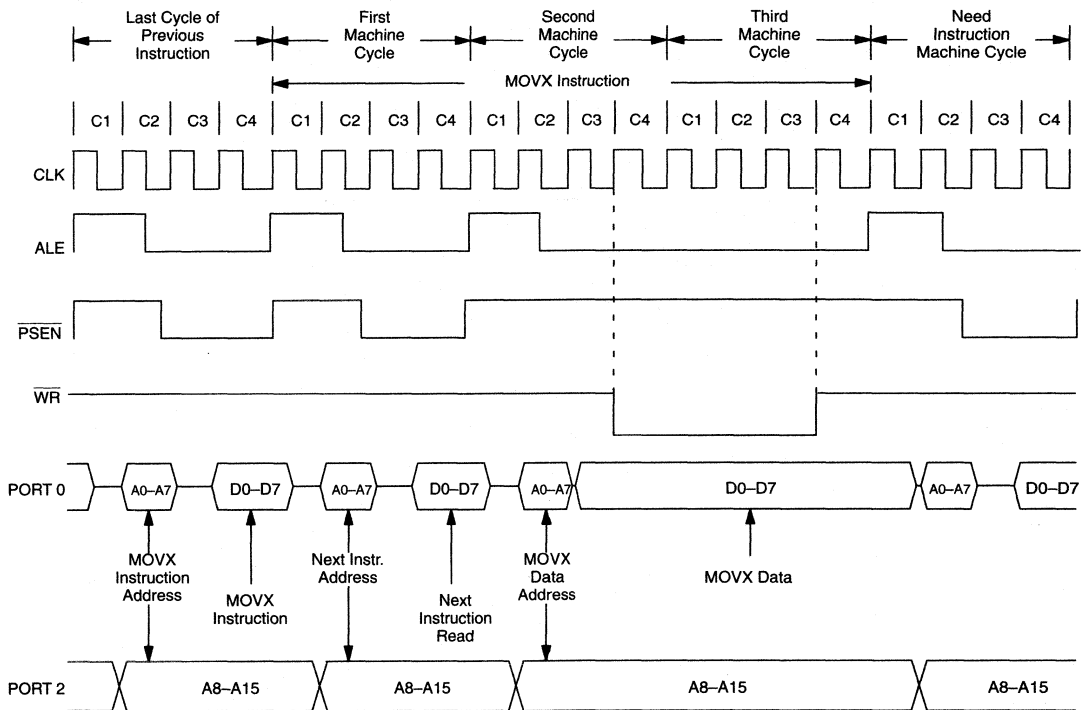 Last Cycle of
Previous
Instruction
First
Machine
Cycle
Second
Machine
Cycle
Third
Machine
Cycle
Need
Instruction
Machine Cycle
MOVX Instruction
C1 C2 C3 C4 C1 C2 C3 C4 C1 C2 C3 C4 C1 C2 C3 C4 C1 C2 C3 C4
CLK
ALE
PSEN
WR
PORT 0 A0–A7 D0–D7 A0–A7 D0–D7 A0–A7 D0–D7 A0–A7 D0–D7
MOVX
Instruction
Address
MOVX
Instruction
Next Instr.
Address
Next
Instruction
Read
MOVX
Data
Address
MOVX Data
PORT 2 A8–A15 A8–A15 A8–A15 A8–A15